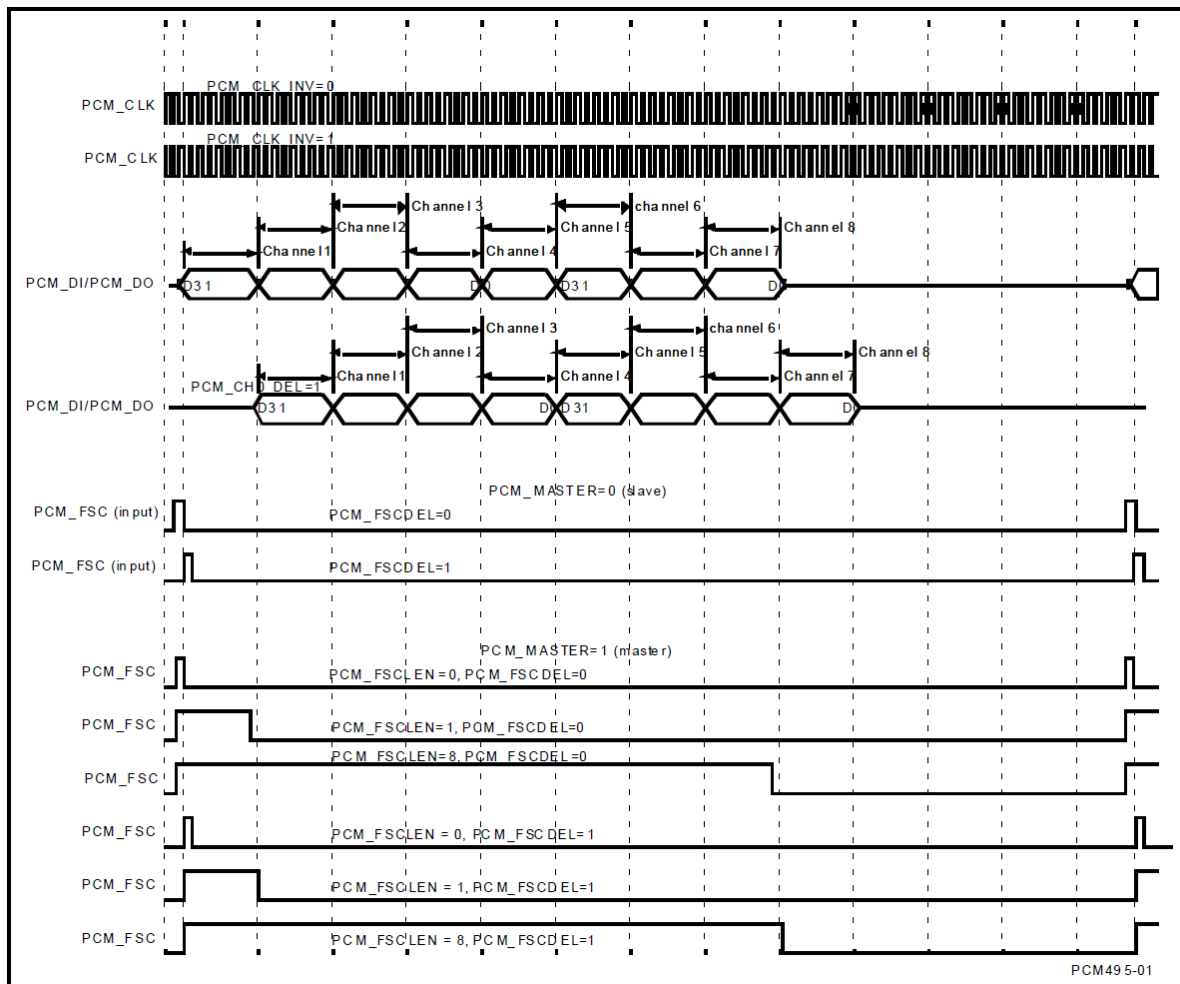 PCM_CLK_INV=0
PCM_CLK
PCM_CLK_INV=1
PCM_CLK
Channel 3
channel 6
Channel 2
Channel 5
Channel 8
Channel 1
Channel 4
Channel 7
PCM_DI/PCM_DO
D31
D0
D31
D0
Channel 3
channel 6
Channel 2
Channel 5
Channel 8
PCM_CH0_DEL=1
Channel 1
Channel 4
Channel 7
PCM_DI/PCM_DO
D31
D0
D31
D0
PCM_MASTER=0 (slave)
PCM_FSC (input)
PCM_FSCDEL=0
PCM_FSC (input)
PCM_FSCDEL=1
PCM_MASTER=1 (master)
PCM_FSC
PCM_FSCLEN=0, PCM_FSCDEL=0
PCM_FSC
PCM_FSCLEN=1, PCM_FSCDEL=0
PCM_FSCLEN=8, PCM_FSCDEL=0
PCM_FSC
PCM_FSC
PCM_FSCLEN = 0, PCM_FSCDEL=1
PCM_FSC
PCM_FSCLEN = 1, PCM_FSCDEL=1
PCM_FSC
PCM_FSCLEN = 8, PCM_FSCDEL=1
PCM495-01